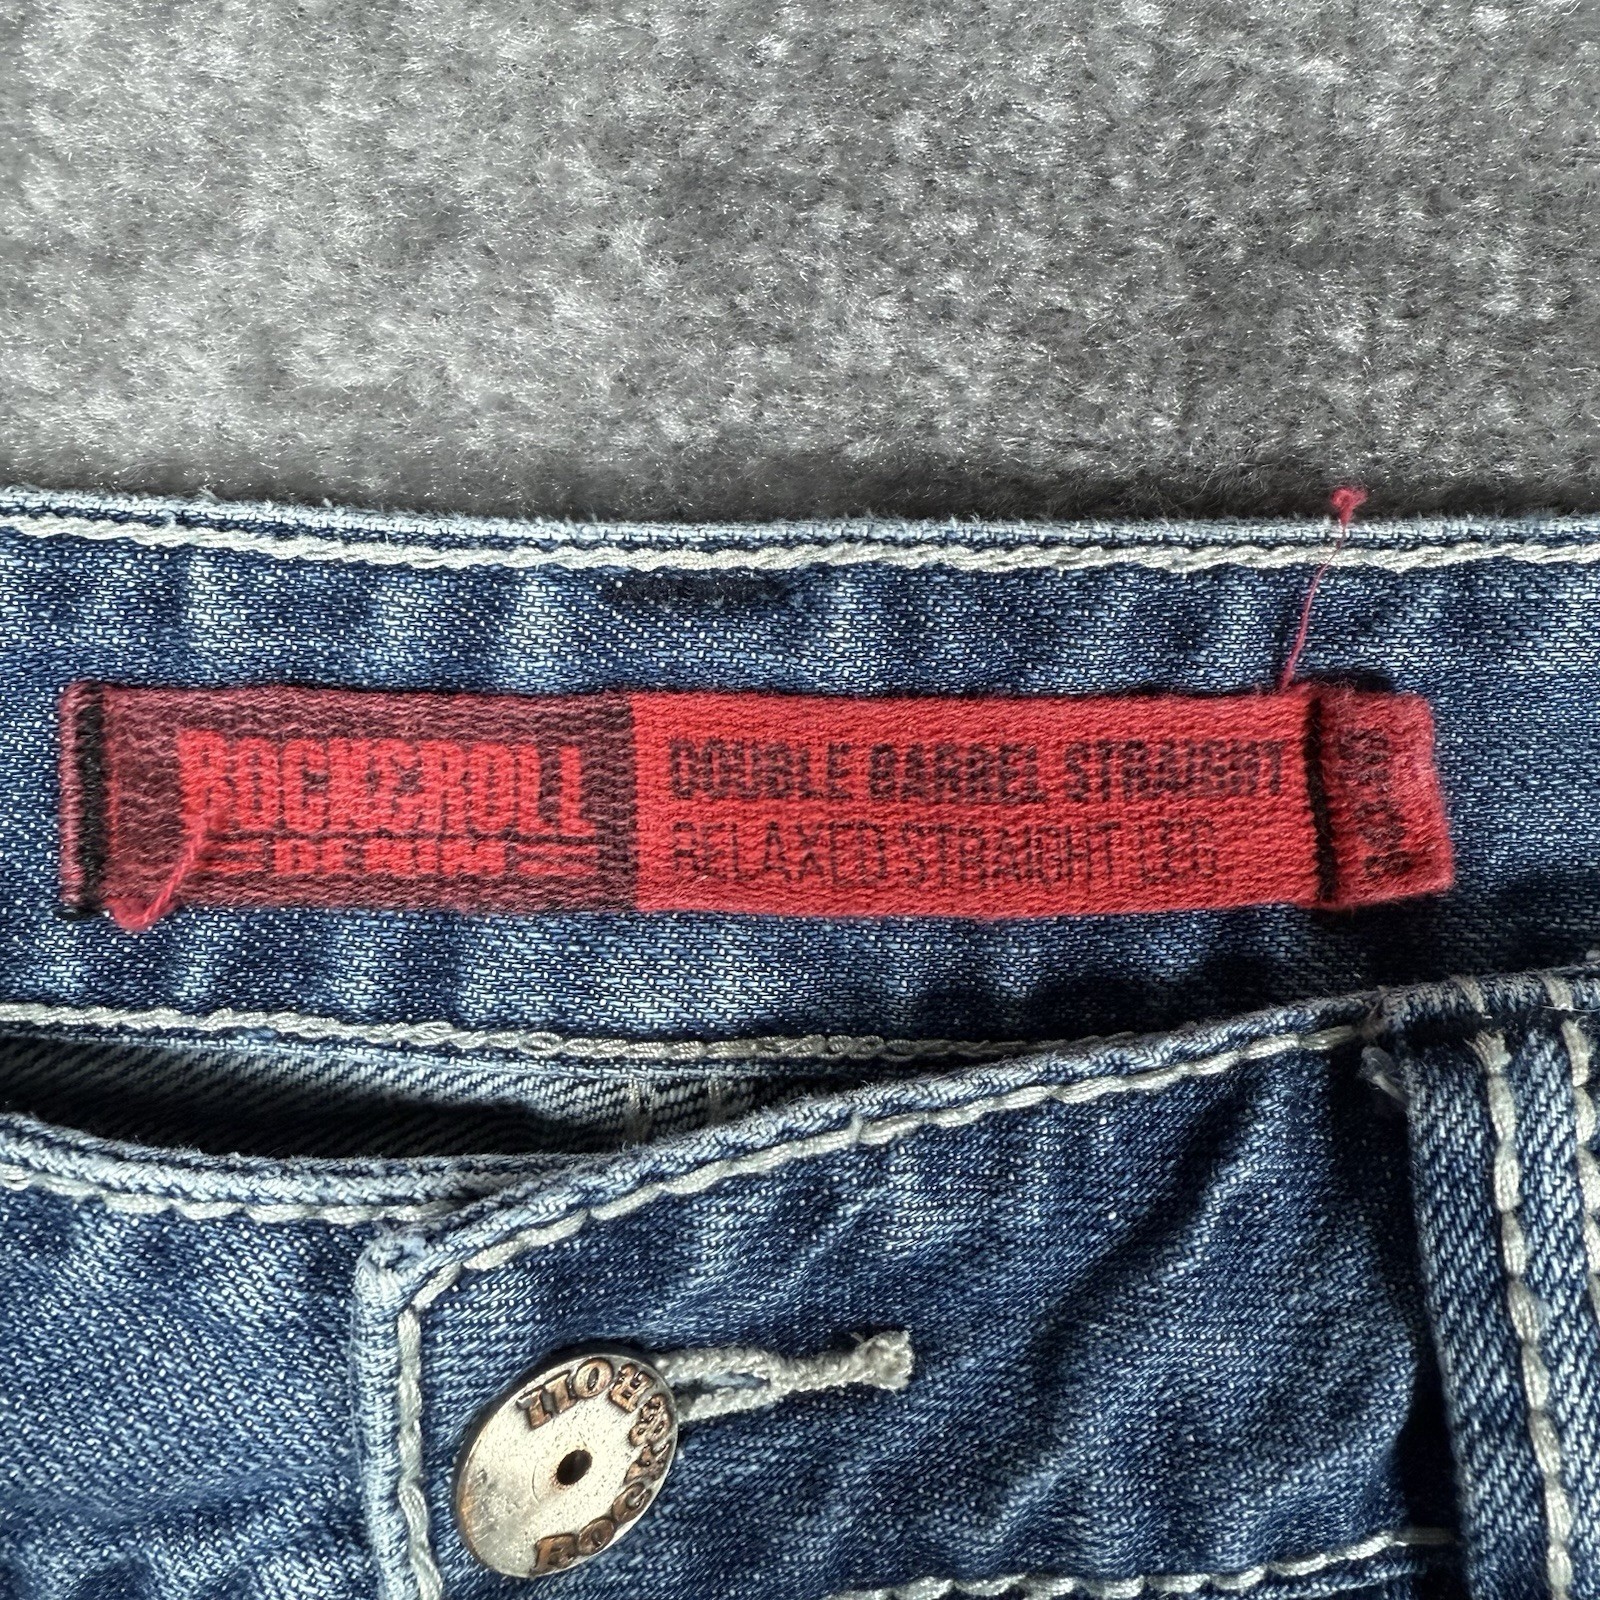 ROCK&ROLL
DENIM
DOUBLE BARREL STRAIGHT
RELAXED STRAIGHT LEG
ROCK & ROLL